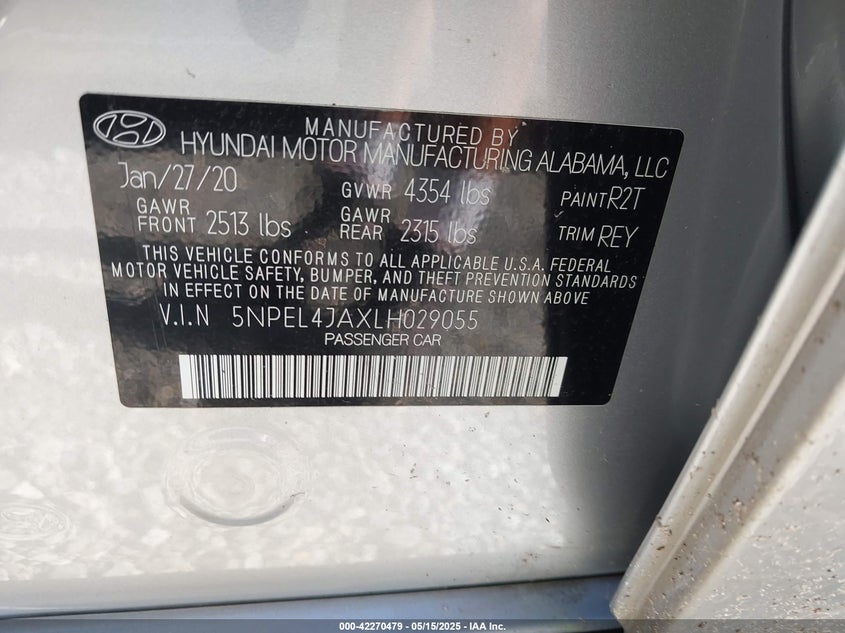 MANUFACTURED BY
HYUNDAI MOTOR MANUFACTURING ALABAMA, LLC
Jan/27/20 GVWR 4354 lbs PAINT R2T
GAWR FRONT 2513 lbs GAWR REAR 2315 lbs TRIM REY
THIS VEHICLE CONFORMS TO ALL APPLICABLE U.S.A. FEDERAL
MOTOR VEHICLE SAFETY, BUMPER, AND THEFT PREVENTION STANDARDS
IN EFFECT ON THE DATE OF MANUFACTURE SHOWN ABOVE
V.I.N 5NPEL4JAXLH029055
PASSENGER CAR
000-42270479 - 05/15/2025 - IAA Inc.